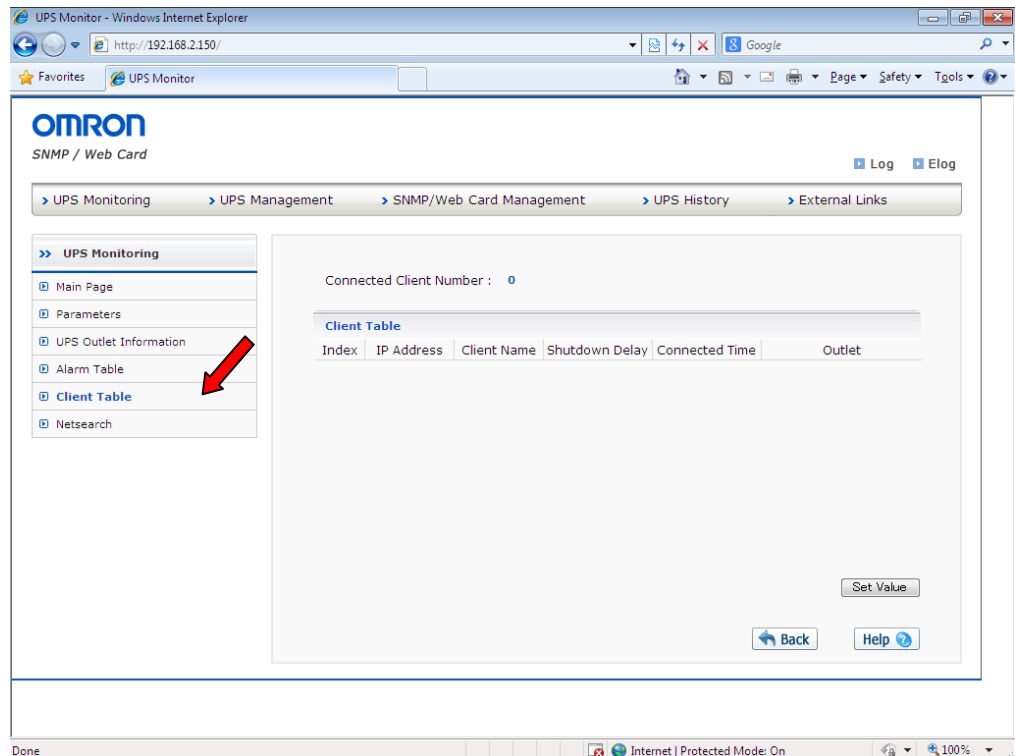 UPS Monitor - Windows Internet Explorer
http://192.168.2.150/
Google
Favorites
UPS Monitor
Page
Safety
Tools
OMRON
SNMP / Web Card
Log
Elog
UPS Monitoring
UPS Management
SNMP/Web Card Management
UPS History
External Links
UPS Monitoring
Main Page
Parameters
UPS Outlet Information
Alarm Table
Client Table
Netsearch
Connected Client Number : 0
Client Table
Index IP Address Client Name Shutdown Delay Connected Time Outlet
Set Value
Back
Help
Done
Internet | Protected Mode: On
100%